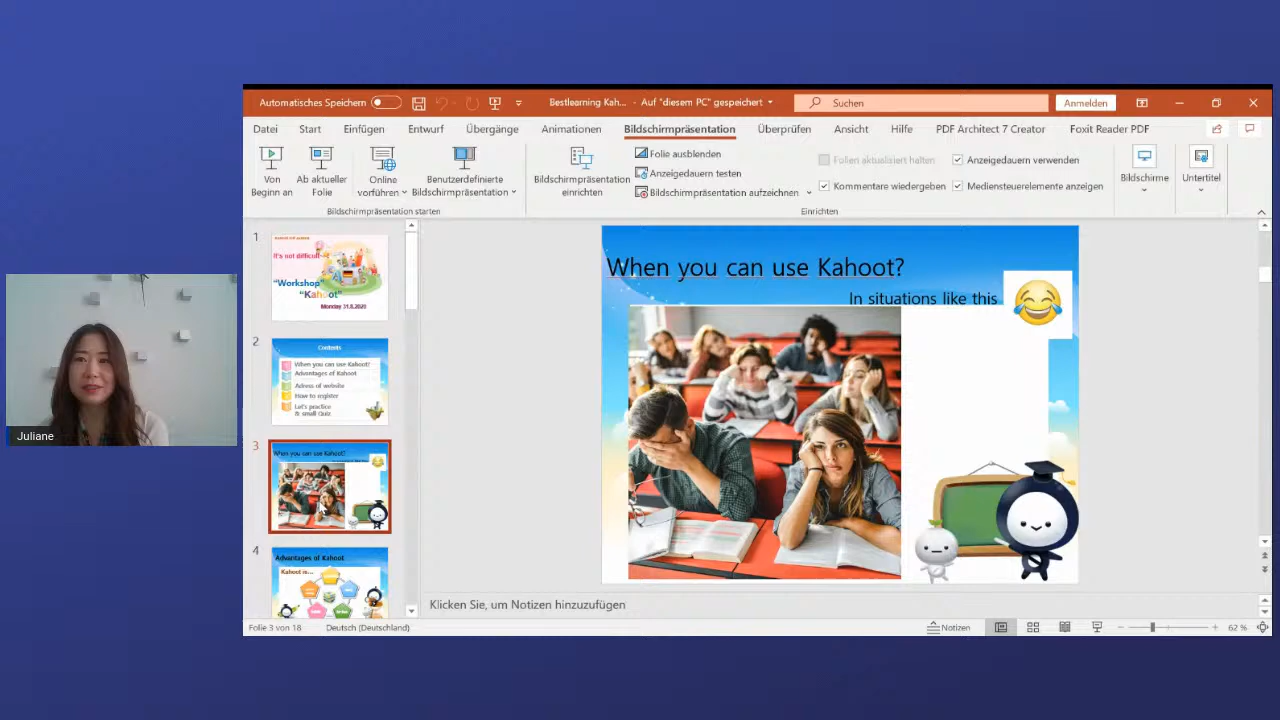 Automatisches Speichern
Bestlearning Kah... - Auf "diesem PC" gespeichert
Suchen
Anmelden
Datei Start Einfügen Entwurf Übergänge Animationen Bildschirmpräsentation Überprüfen Ansicht Hilfe PDF Architect 7 Creator Foxit Reader PDF
Von Beginn an
Ab aktueller Folie
Online vorführen
Benutzerdefinierte Bildschirmpräsentation
Bildschirmpräsentation einrichten
Folie ausblenden
Anzeigedauern testen
Bildschirmpräsentation aufzeichnen
Folien aktualisiert halten
Kommentare wiedergeben
Anzeigedauern verwenden
Mediensteuerelemente anzeigen
Bildschirme
Untertitel
Bildschirmpräsentation starten
Einrichten
1
It's not difficult
"Workshop"
"Kahoot"
Monday 31.8.2020
2
Contents
When you can use Kahoot?
Advantages of Kahoot
Adress of website
How to register
Let's practice
& small Quiz
3
When you can use Kahoot?
4
Advantages of Kahoot
Kahoot is...
When you can use Kahoot?
In situations like this
Juliane
Klicken Sie, um Notizen hinzuzufügen
Folie 3 von 18
Deutsch (Deutschland)
Notizen
62 %